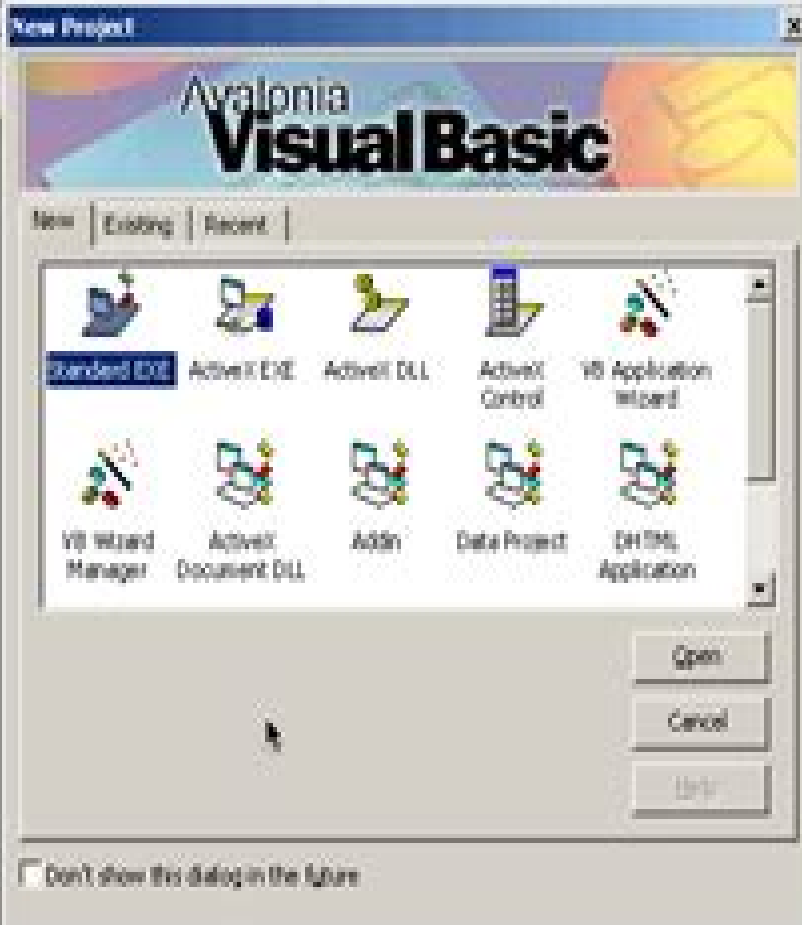 New Project
Avalonia
Visual Basic
New Existing Recent
Standard EXE ActiveX EXE ActiveX DLL ActiveX Control VB Application Wizard
VB Wizard Manager ActiveX Document DLL Addin Data Project DHTML Application
Open
Cancel
Help
Don't show this dialog in the future